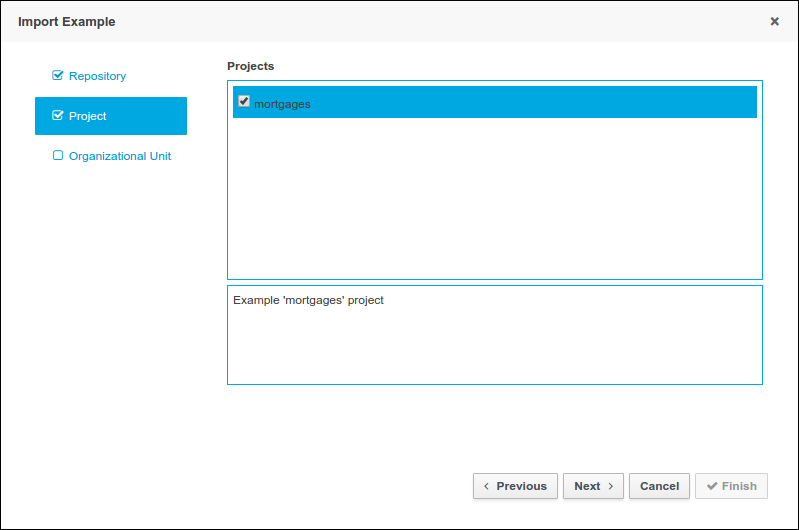 Import Example
Repository
Project
Organizational Unit
Projects
mortgages
Example 'mortgages' project
Previous
Next
Cancel
Finish